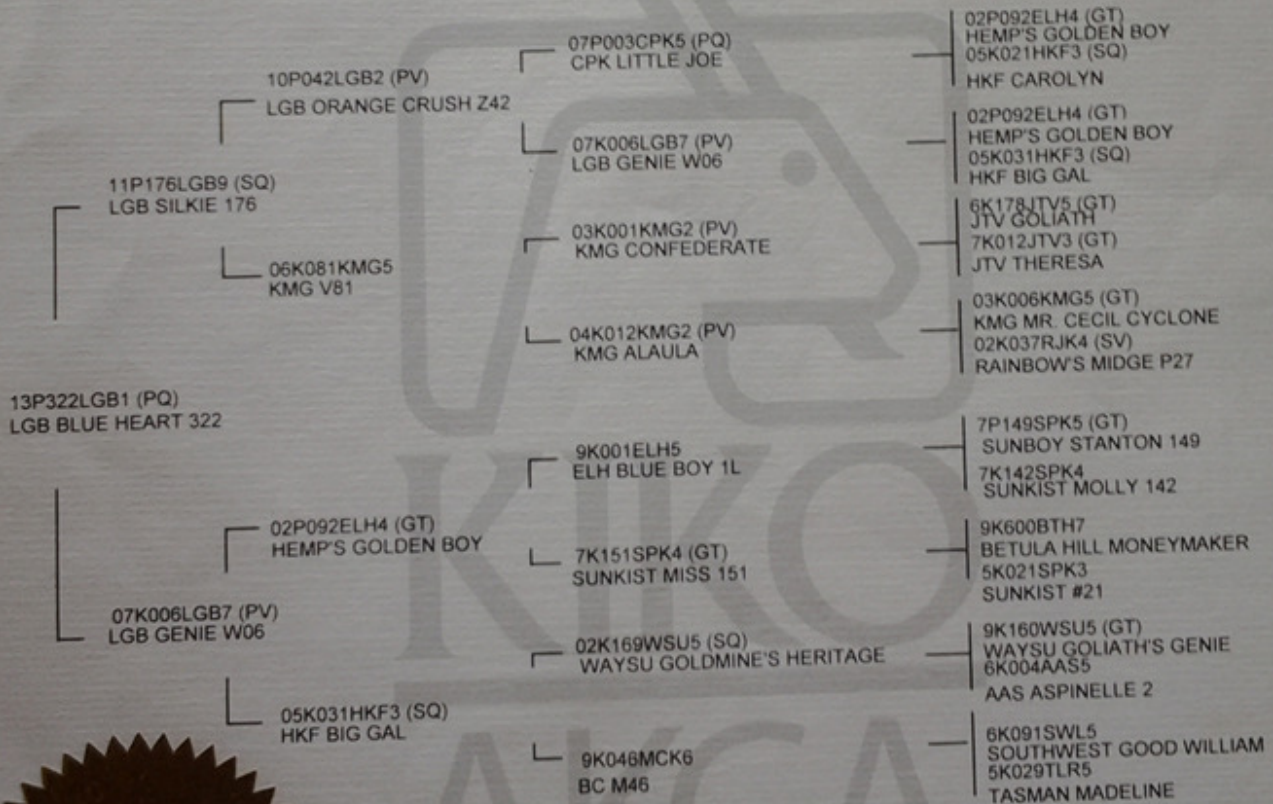 02P092ELH4 (GT)
HEMP'S GOLDEN BOY
05K021HKF3 (SQ)
HKF CAROLYN
07P003CPK5 (PQ)
CPK LITTLE JOE
10P042LGB2 (PV)
LGB ORANGE CRUSH Z42
02P092ELH4 (GT)
HEMP'S GOLDEN BOY
05K031HKF3 (SQ)
HKF BIG GAL
07K006LGB7 (PV)
LGB GENIE W06
11P176LGB9 (SQ)
LGB SILKIE 176
6K178JTV5 (GT)
JTV GOLIATH
7K012JTV3 (GT)
JTV THERESA
03K001KMG2 (PV)
KMG CONFEDERATE
06K081KMG5
KMG V81
03K006KMG5 (GT)
KMG MR. CECIL CYCLONE
02K037RJK4 (SV)
RAINBOW'S MIDGE P27
04K012KMG2 (PV)
KMG ALAULA
13P322LGB1 (PQ)
LGB BLUE HEART 322
7P149SPK5 (GT)
SUNBOY STANTON 149
7K142SPK4
SUNKIST MOLLY 142
9K001ELH5
ELH BLUE BOY 1L
02P092ELH4 (GT)
HEMP'S GOLDEN BOY
9K600BTH7
BETULA HILL MONEYMAKER
5K021SPK3
SUNKIST #21
7K151SPK4 (GT)
SUNKIST MISS 151
07K006LGB7 (PV)
LGB GENIE W06
9K160WSU5 (GT)
WAYSU GOLIATH'S GENIE
6K004AAS5
AAS ASPINELLE 2
02K169WSU5 (SQ)
WAYSU GOLDMINE'S HERITAGE
05K031HKF3 (SQ)
HKF BIG GAL
6K091SWL5
SOUTHWEST GOOD WILLIAM
5K029TLR5
TASMAN MADELINE
9K046MCK6
BC M46
KIKO
AKGA